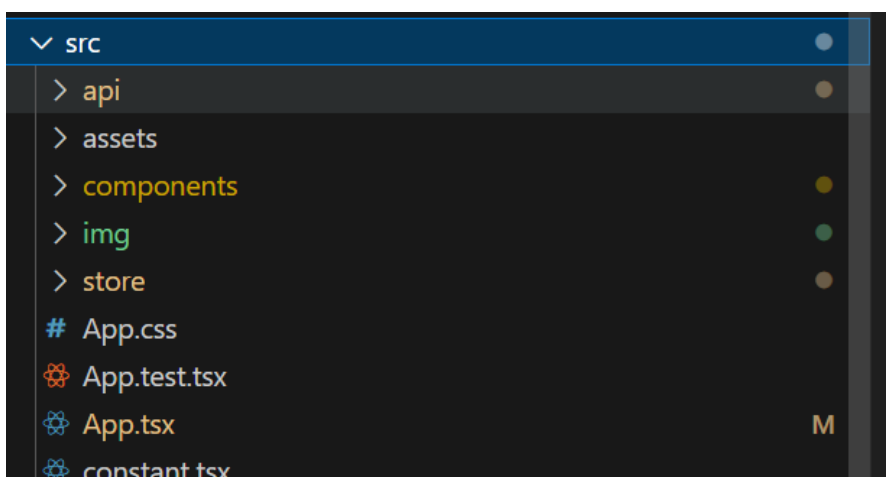 src
api
assets
components
img
store
# App.css
App.test.tsx
App.tsx M
constant.tsx